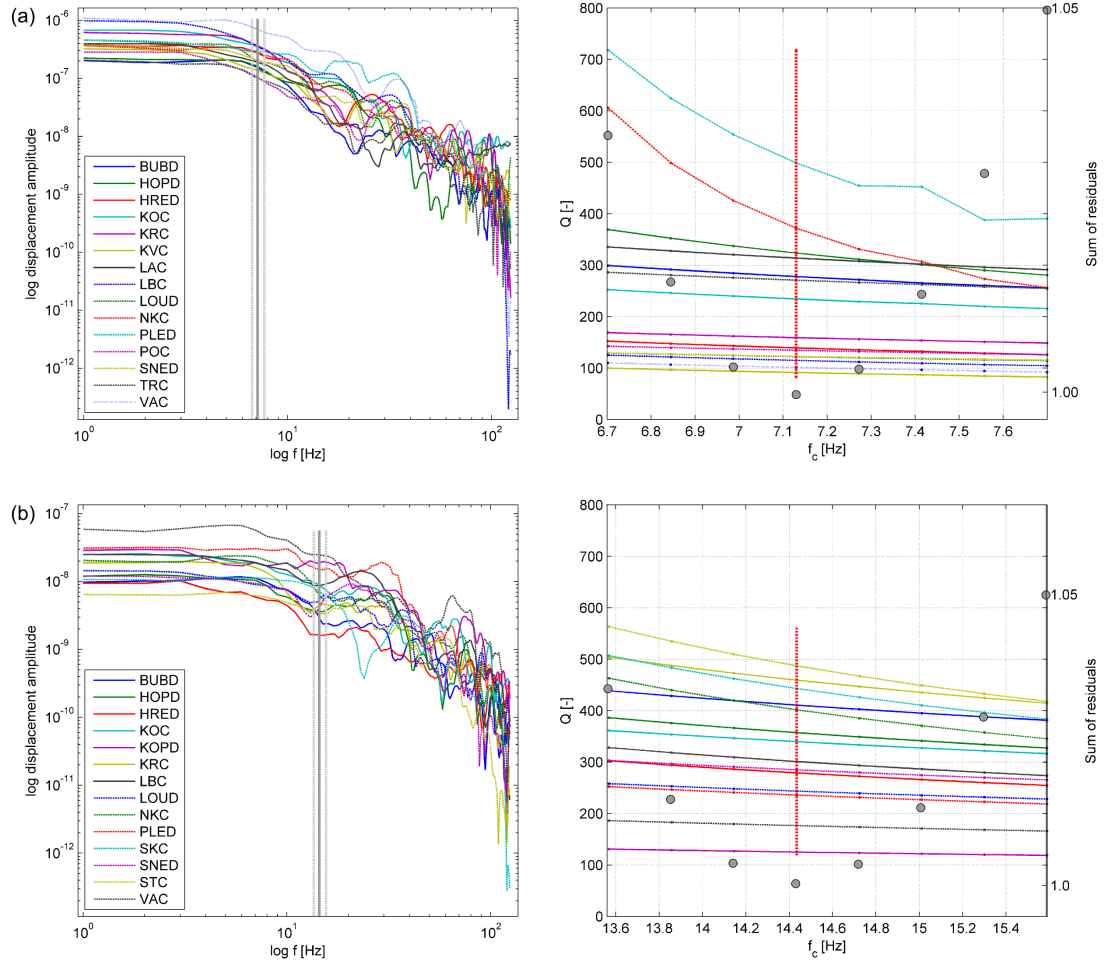 (a)
10^-6
10^-7
10^-8
10^-9
10^-10
10^-11
10^-12
log displacement amplitude
BUBD
HOPD
HRED
KOC
KRC
KVC
LAC
LBC
LOUD
NKC
PLED
POC
SNED
TRC
VAC
10^0 10^1 10^2
log f [Hz]
800
700
600
500
400
300
200
100
0
Q [-]
6.7 6.8 6.9 7 7.1 7.2 7.3 7.4 7.5 7.6
f_c [Hz]
1.05
1.00
Sum of residuals
(b)
10^-7
10^-8
10^-9
10^-10
10^-11
10^-12
log displacement amplitude
BUBD
HOPD
HRED
KOC
KOPD
KRC
LBC
LOUD
NKC
PLED
SKC
SNED
STC
VAC
10^0 10^1 10^2
log f [Hz]
800
700
600
500
400
300
200
100
0
Q [-]
13.6 13.8 14 14.2 14.4 14.6 14.8 15 15.2 15.4
f_c [Hz]
1.05
1.0
Sum of residuals